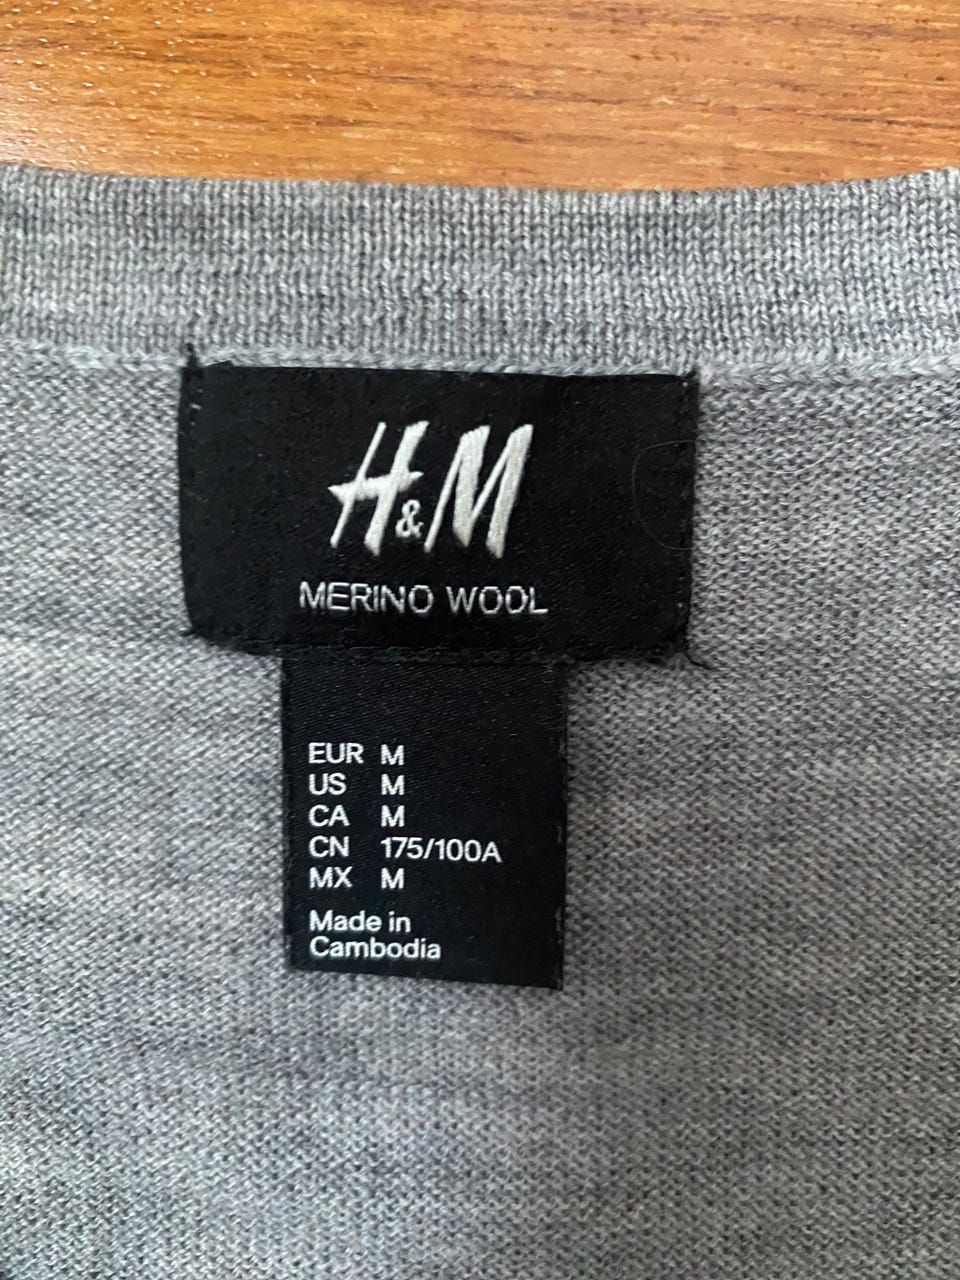 H&M
MERINO WOOL
EUR M
US M
CA M
CN 175/100A
MX M
Made in
Cambodia